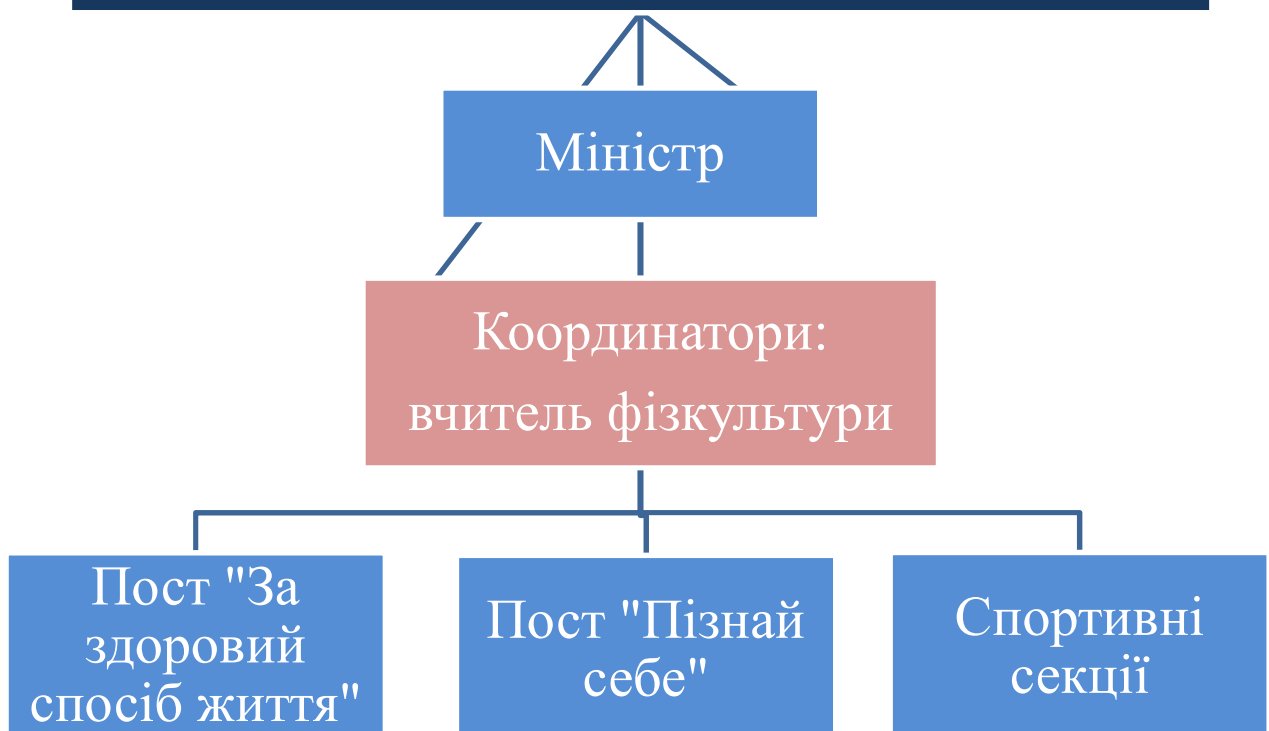 Міністр
Координатори:
вчитель фізкультури
Пост "За
здоровий
спосіб життя"
Пост "Пізнай
себе"
Спортивні
секції